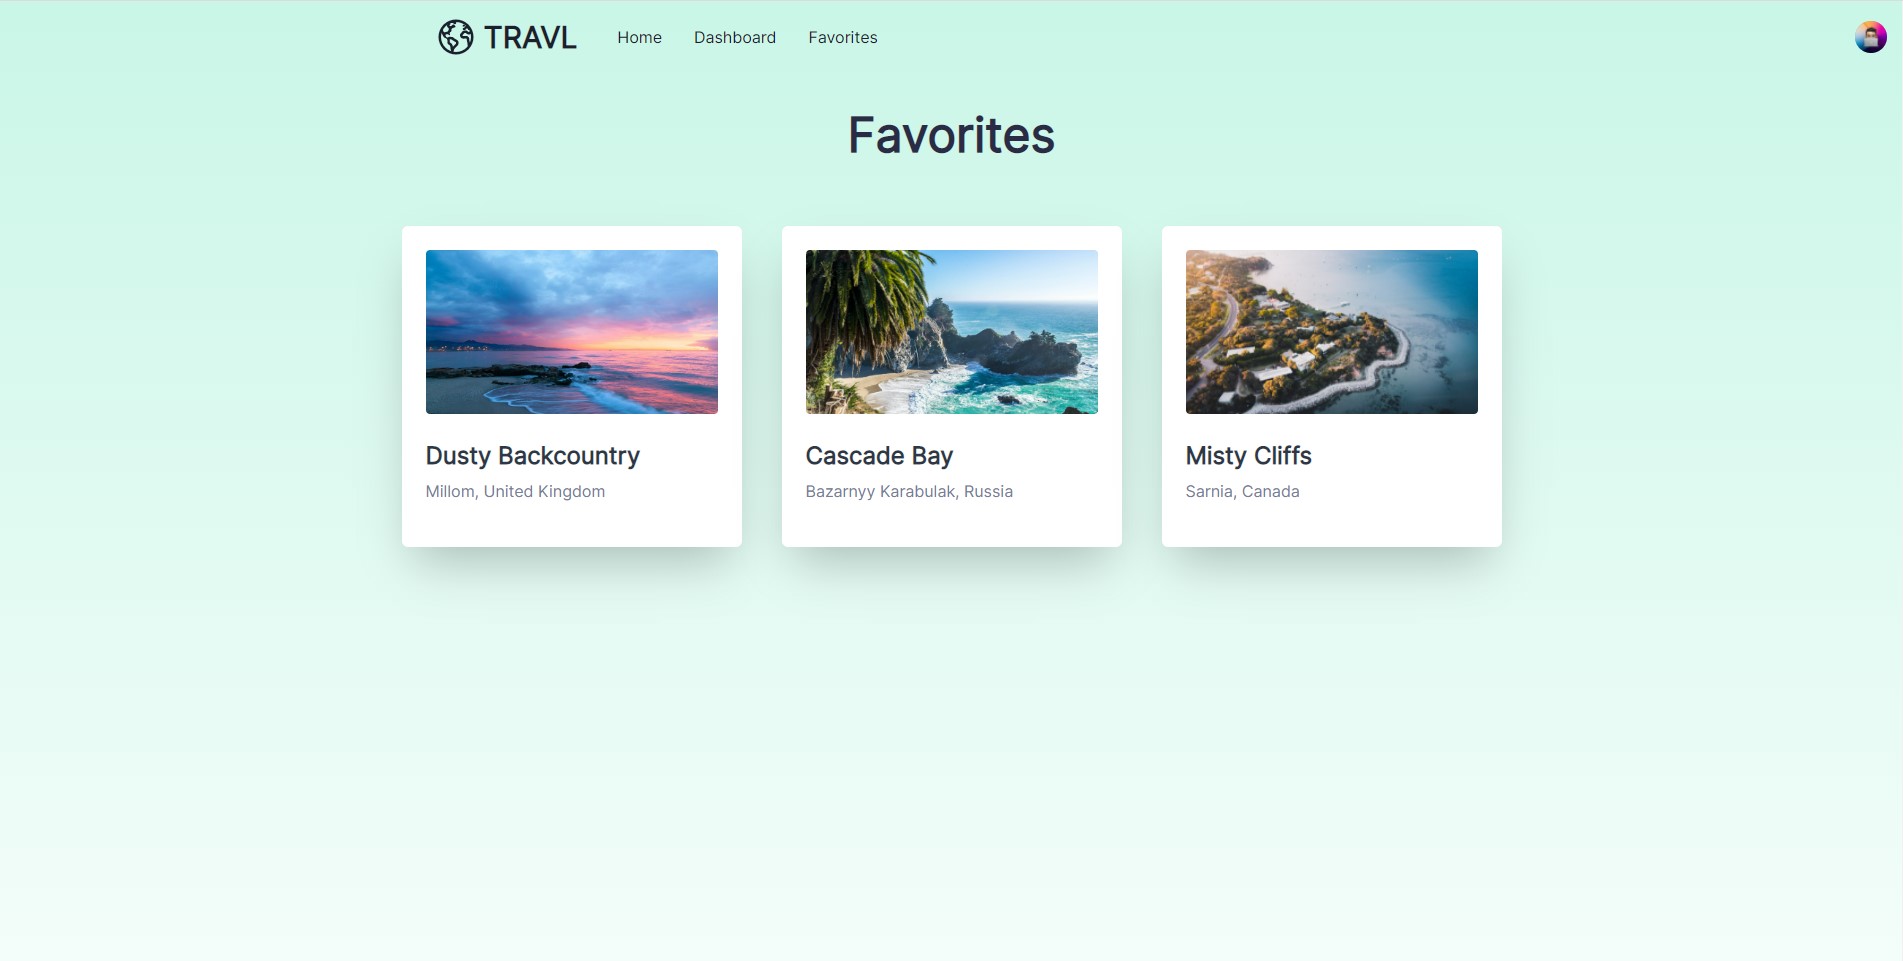 TRAVL
Home
Dashboard
Favorites
Favorites
Dusty Backcountry
Millom, United Kingdom
Cascade Bay
Bazarnyy Karabulak, Russia
Misty Cliffs
Sarnia, Canada